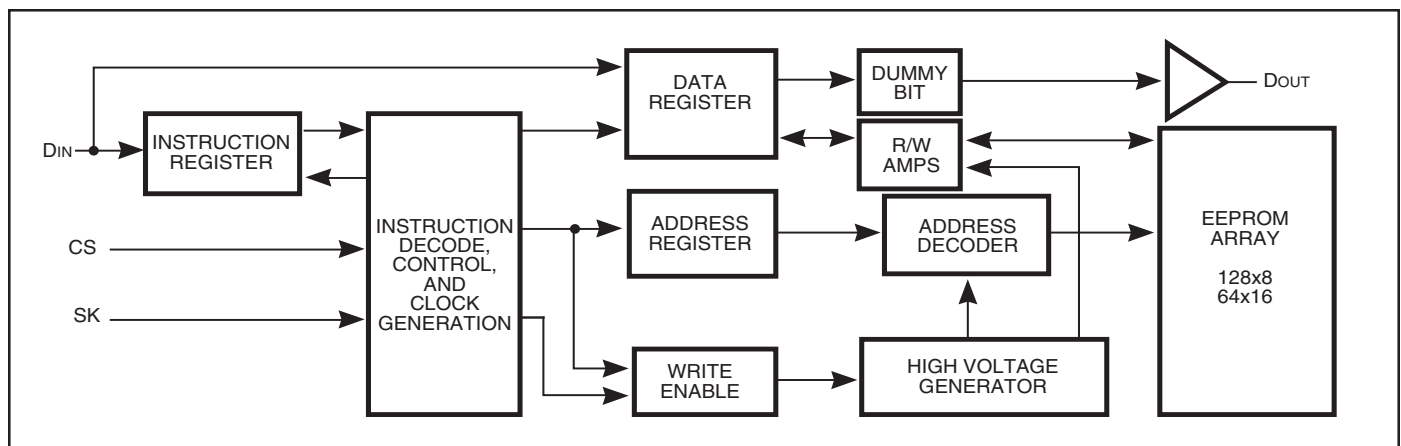 DATA
REGISTER
DUMMY
BIT
DOUT
DIN
INSTRUCTION
REGISTER
R/W
AMPS
INSTRUCTION
DECODE,
CONTROL,
AND
CLOCK
GENERATION
CS
SK
ADDRESS
REGISTER
ADDRESS
DECODER
EEPROM
ARRAY
128x8
64x16
WRITE
ENABLE
HIGH VOLTAGE
GENERATOR